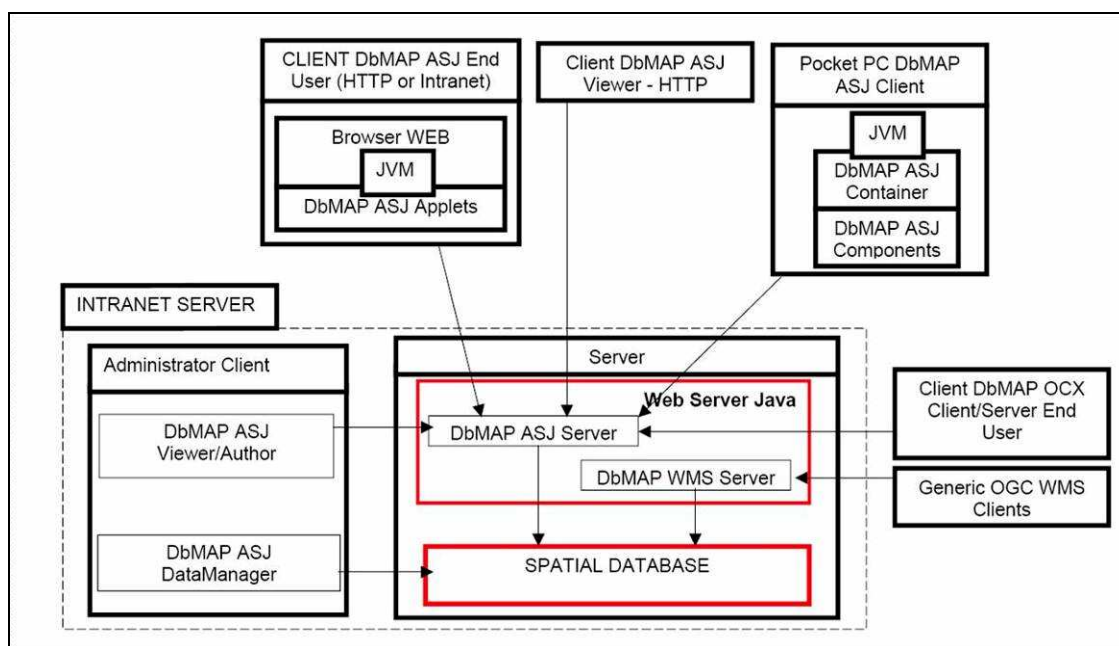 CLIENT DbMAP ASJ End
User (HTTP or Intranet)
Browser WEB
JVM
DbMAP ASJ Applets
Client DbMAP ASJ
Viewer - HTTP
Pocket PC DbMAP
ASJ Client
JVM
DbMAP ASJ
Container
DbMAP ASJ
Components
INTRANET SERVER
Administrator Client
DbMAP ASJ
Viewer/Author
DbMAP ASJ
DataManager
Server
Web Server Java
DbMAP ASJ Server
DbMAP WMS Server
SPATIAL DATABASE
Client DbMAP OCX
Client/Server End
User
Generic OGC WMS
Clients